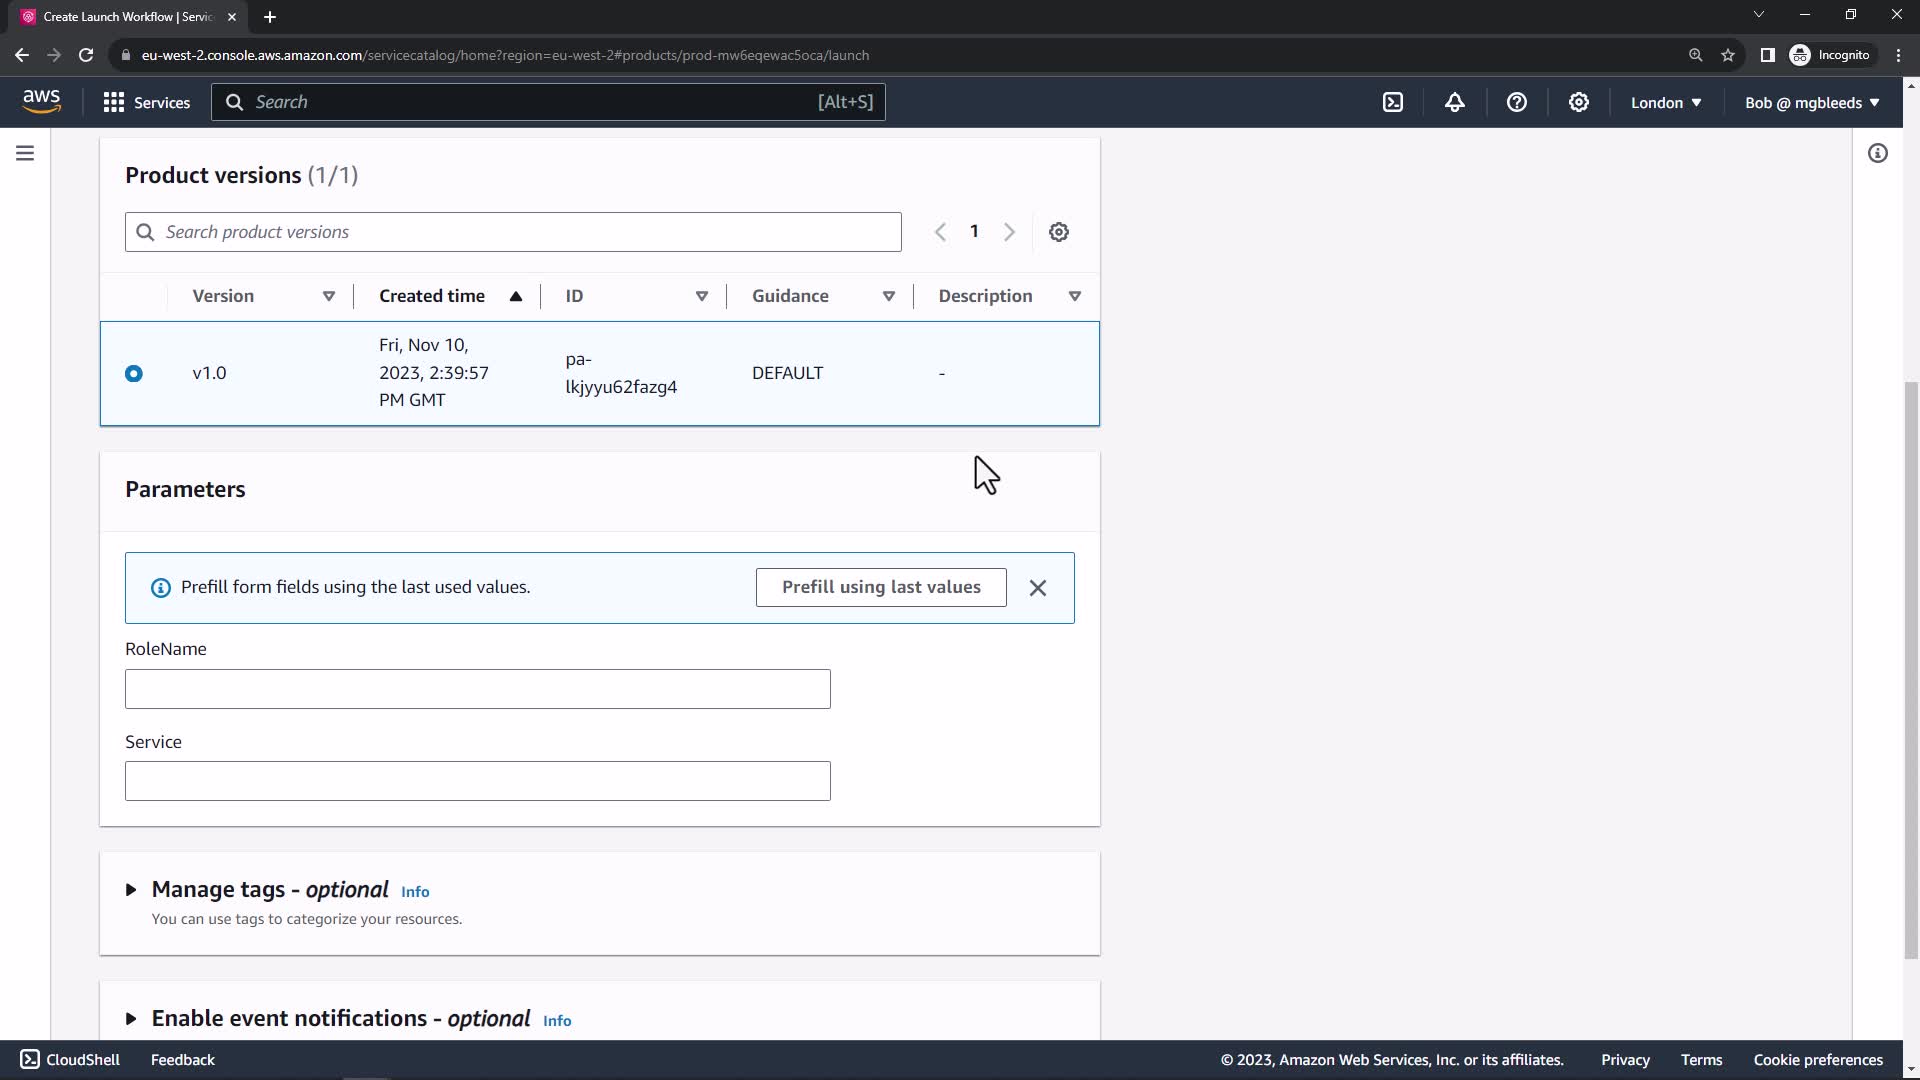 Create Launch Workflow | Servic
eu-west-2.console.aws.amazon.com/servicecatalog/home?region=eu-west-2#products/prod-mw6eqewac5oca/launch
Incognito
aws
Services
Search
[Alt+S]
London
Bob @ mgbleeds
Product versions (1/1)
Search product versions
1
Version
Created time
ID
Guidance
Description
v1.0
Fri, Nov 10,
2023, 2:39:57
PM GMT
pa-
lkjyyu62fazg4
DEFAULT
-
Parameters
Prefill form fields using the last used values.
Prefill using last values
RoleName
Service
Manage tags - optional Info
You can use tags to categorize your resources.
Enable event notifications - optional Info
CloudShell
Feedback
© 2023, Amazon Web Services, Inc. or its affiliates.
Privacy
Terms
Cookie preferences